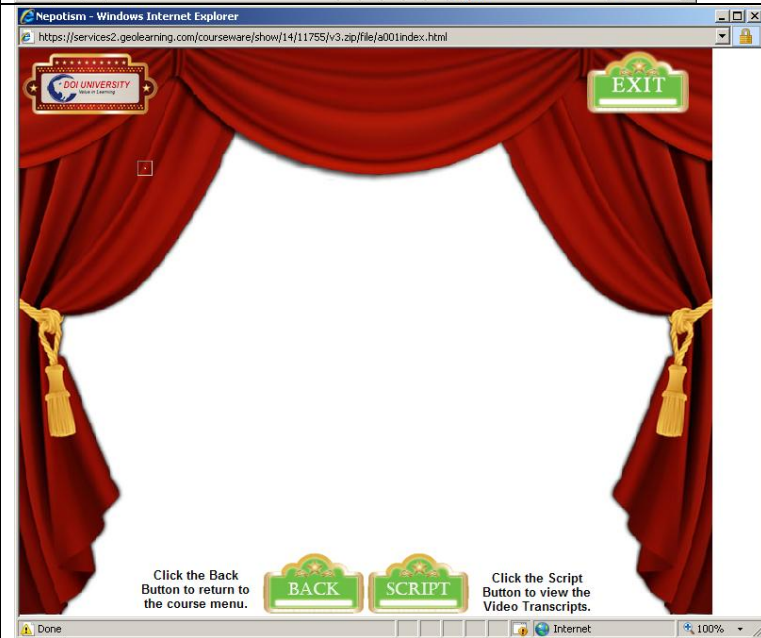 Nepotism - Windows Internet Explorer
https://services2.geolearning.com/courseware/show/14/11755/v3.zip/file/a001index.html
DOI UNIVERSITY
Value in Learning
EXIT
Click the Back
Button to return to
the course menu.
BACK
SCRIPT
Click the Script
Button to view the
Video Transcripts.
Done
Internet
100%